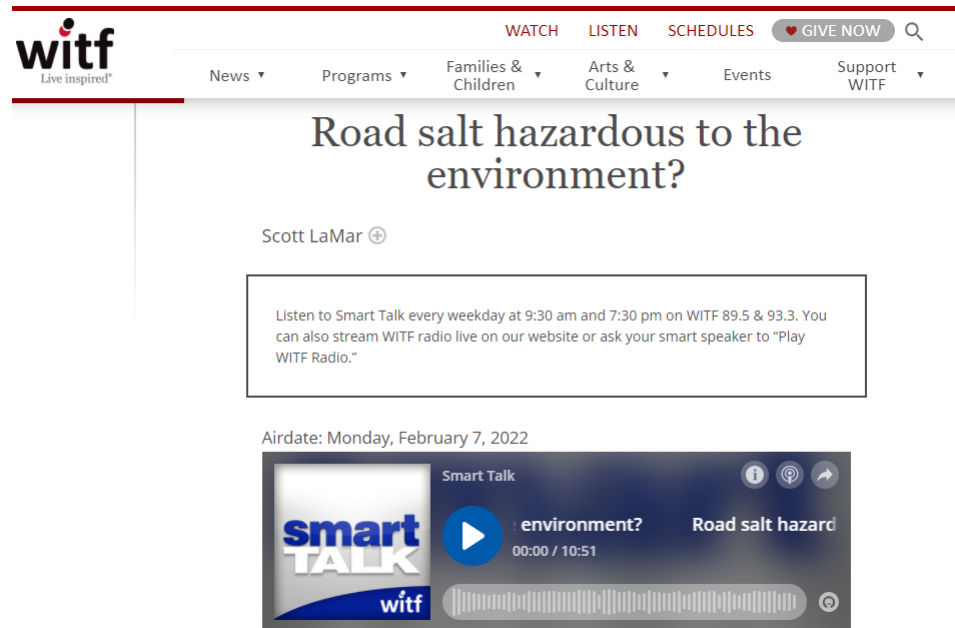 witf
Live inspired®
WATCH LISTEN SCHEDULES GIVE NOW
News Programs Families & Children Arts & Culture Events Support WITF
Road salt hazardous to the
environment?
Scott LaMar
Listen to Smart Talk every weekday at 9:30 am and 7:30 pm on WITF 89.5 & 93.3. You
can also stream WITF radio live on our website or ask your smart speaker to “Play
WITF Radio.”
Airdate: Monday, February 7, 2022
smart
TALK
witf
Smart Talk
environment? Road salt hazard
00:00 / 10:51